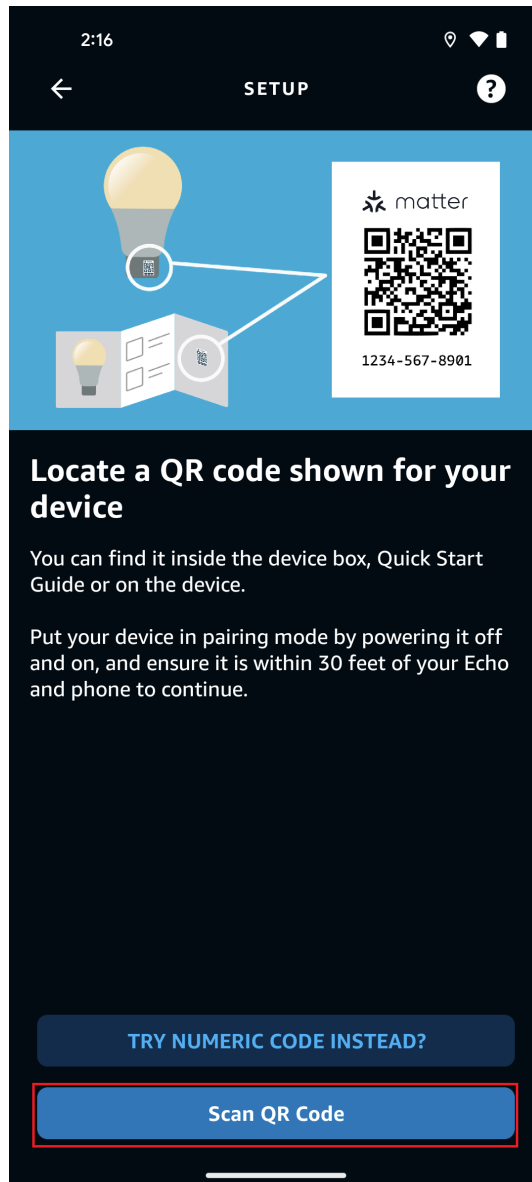 2:16
SETUP
?
matter
1234-567-8901
Locate a QR code shown for your
device
You can find it inside the device box, Quick Start
Guide or on the device.
Put your device in pairing mode by powering it off
and on, and ensure it is within 30 feet of your Echo
and phone to continue.
TRY NUMERIC CODE INSTEAD?
Scan QR Code